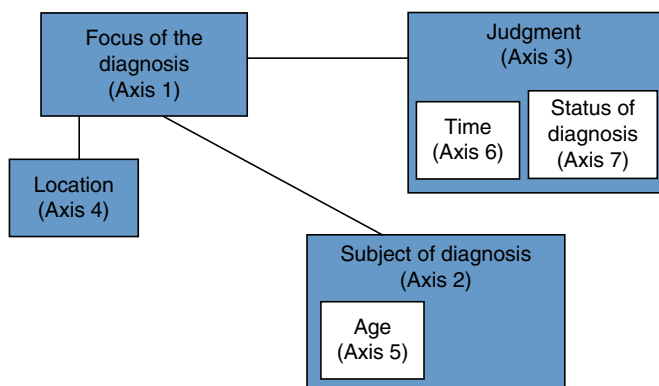 Focus of the
diagnosis
(Axis 1)
Judgment
(Axis 3)
Time
(Axis 6)
Status of
diagnosis
(Axis 7)
Location
(Axis 4)
Subject of diagnosis
(Axis 2)
Age
(Axis 5)